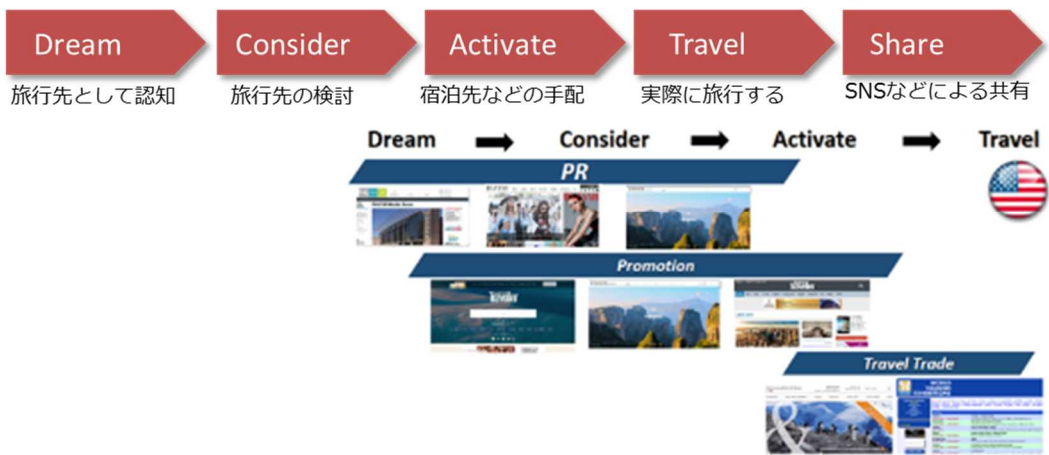 Dream
Consider
Activate
Travel
Share
旅行先として認知
旅行先の検討
宿泊先などの手配
実際に旅行する
SNSなどによる共有
Dream
Consider
Activate
Travel
PR
Promotion
Traveller
Traveller
Travel Trade
&